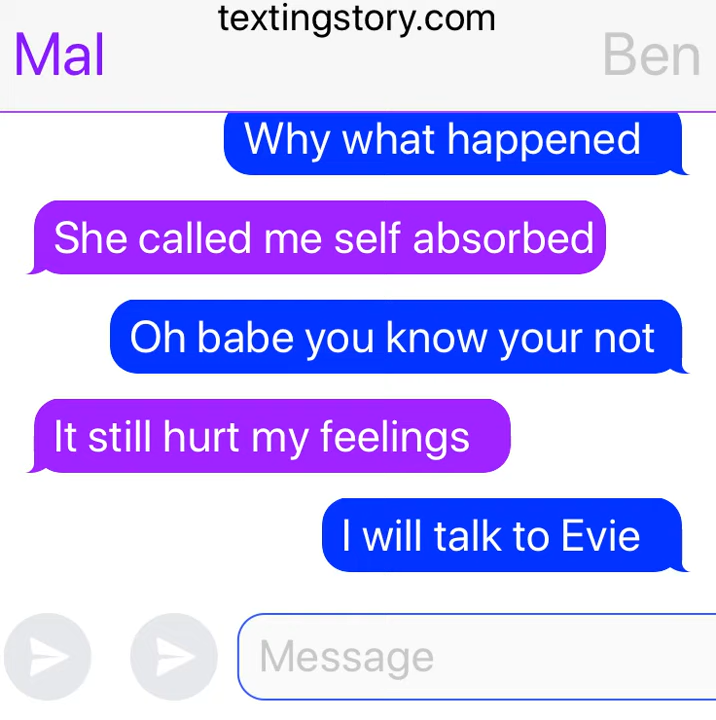 textingstory.com
Mal
Ben
Why what happened
She called me self absorbed
Oh babe you know your not
It still hurt my feelings
I will talk to Evie
Message